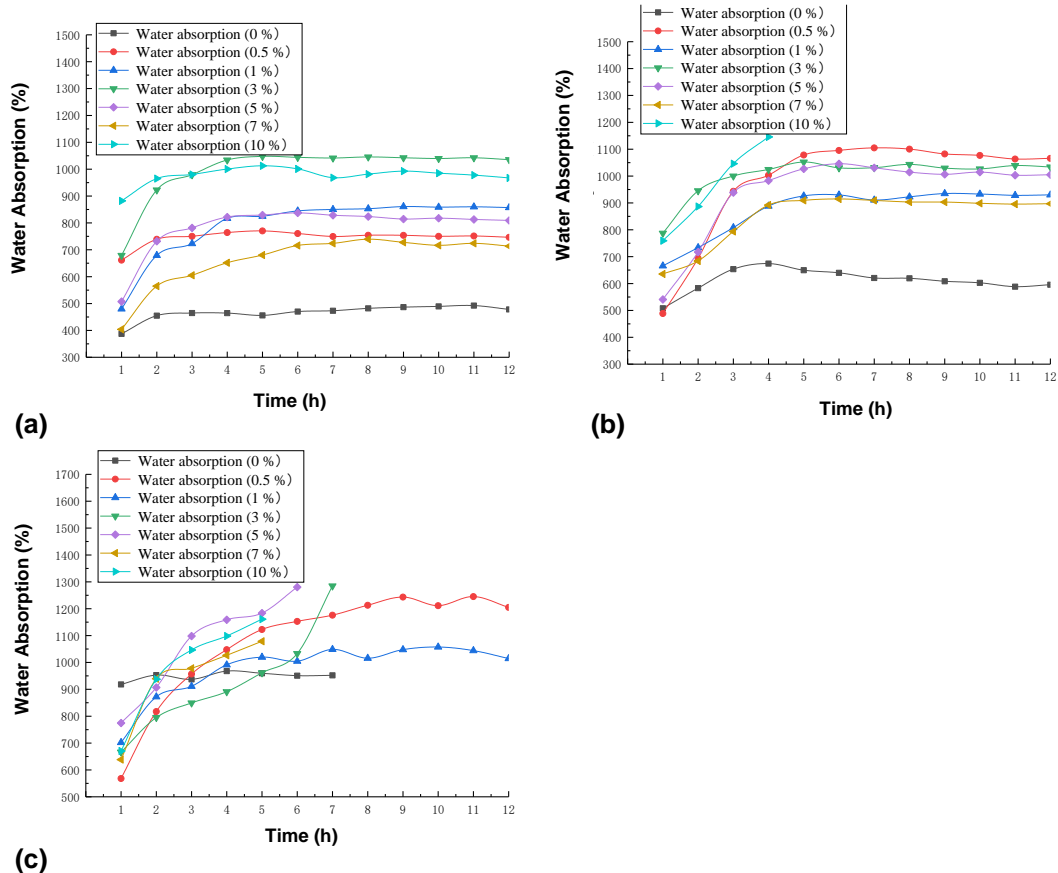 1500
1400
1300
1200
1100
1000
900
800
700
600
500
400
300
Water Absorption (%)
Water absorption (0 %)
Water absorption (0.5 %)
Water absorption (1 %)
Water absorption (3 %)
Water absorption (5 %)
Water absorption (7 %)
Water absorption (10 %)
1 2 3 4 5 6 7 8 9 10 11 12
Time (h)
(a)
1500
1400
1300
1200
1100
1000
900
800
700
600
500
400
300
Water Absorption (%)
Water absorption (0 %)
Water absorption (0.5 %)
Water absorption (1 %)
Water absorption (3 %)
Water absorption (5 %)
Water absorption (7 %)
Water absorption (10 %)
1 2 3 4 5 6 7 8 9 10 11 12
Time (h)
(b)
1700
1600
1500
1400
1300
1200
1100
1000
900
800
700
600
500
Water Absorption (%)
Water absorption (0 %)
Water absorption (0.5 %)
Water absorption (1 %)
Water absorption (3 %)
Water absorption (5 %)
Water absorption (7 %)
Water absorption (10 %)
1 2 3 4 5 6 7 8 9 10 11 12
Time (h)
(c)